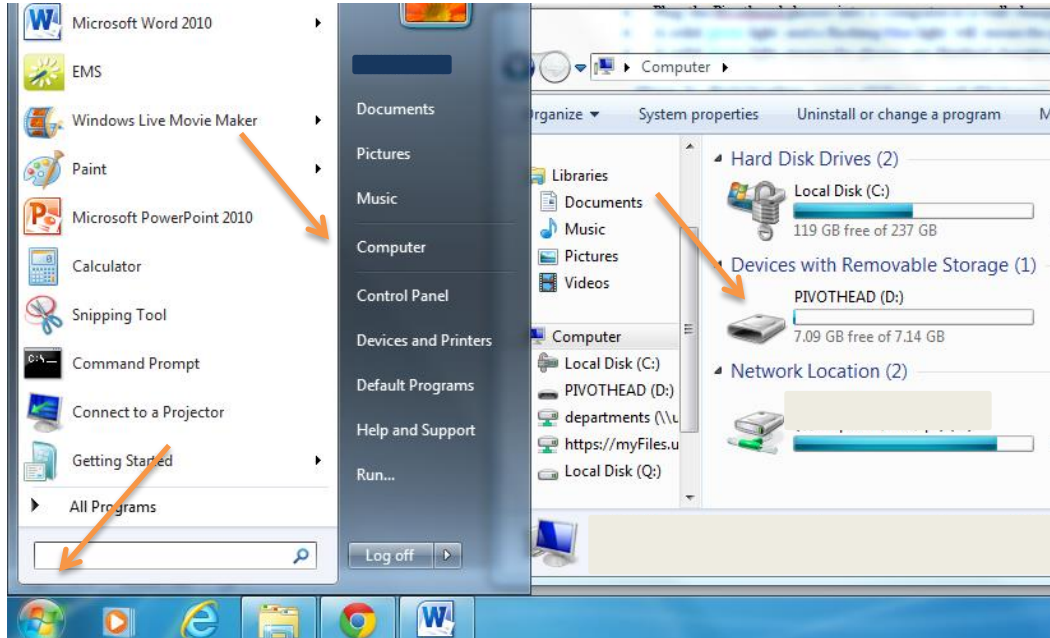 Microsoft Word 2010
EMS
Windows Live Movie Maker
Paint
Microsoft PowerPoint 2010
Calculator
Snipping Tool
Command Prompt
Connect to a Projector
Getting Started
All Programs
Documents
Pictures
Music
Computer
Control Panel
Devices and Printers
Default Programs
Help and Support
Run...
Log off
Computer
rganize
System properties
Uninstall or change a program
M
Libraries
Documents
Music
Pictures
Videos
Computer
Local Disk (C:)
PIVOTHEAD (D:)
departments (\\u
https://myFiles.u
Local Disk (Q:)
Hard Disk Drives (2)
Local Disk (C:)
119 GB free of 237 GB
Devices with Removable Storage (1)
PIVOTHEAD (D:)
7.09 GB free of 7.14 GB
Network Location (2)